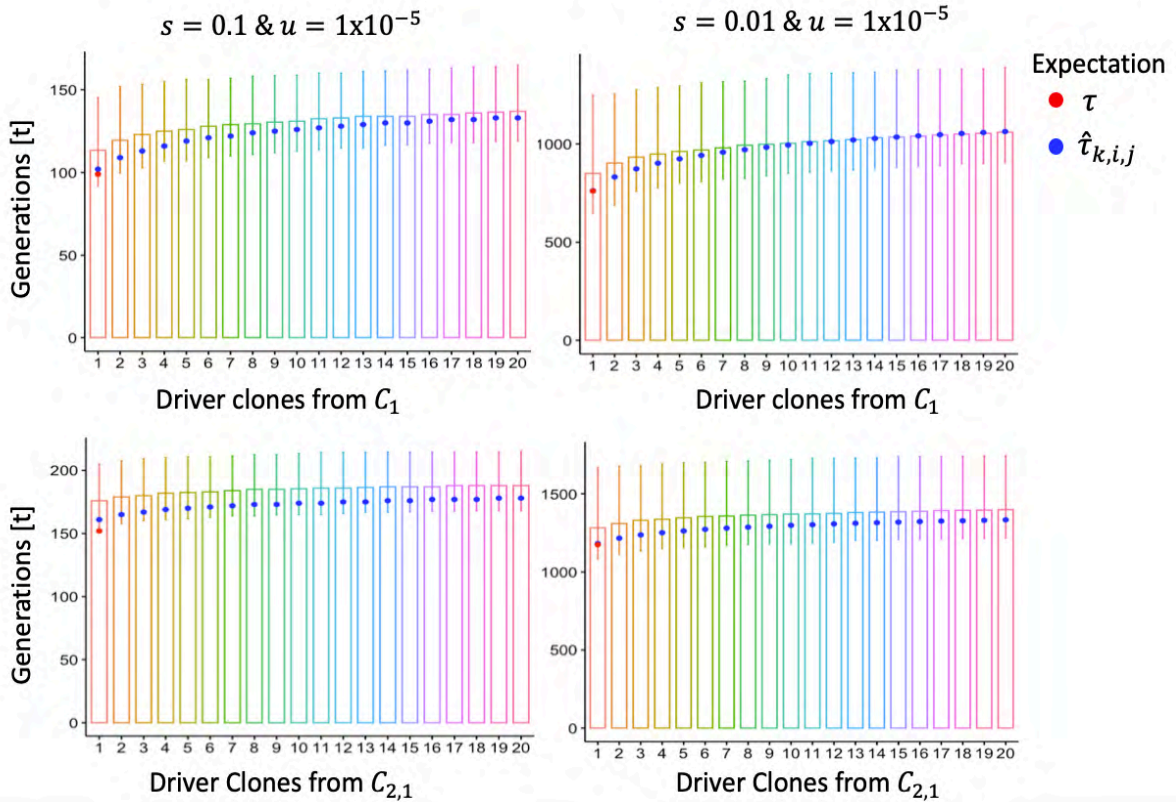 s = 0.1 & u = 1x10⁻⁵
s = 0.01 & u = 1x10⁻⁵
Expectation
τ
τ̂k,i,j
Generations [t]
150
100
50
0
1 2 3 4 5 6 7 8 9 10 11 12 13 14 15 16 17 18 19 20
Driver clones from C₁
1000
500
0
1 2 3 4 5 6 7 8 9 10 11 12 13 14 15 16 17 18 19 20
Driver clones from C₁
Generations [t]
200
150
100
50
0
1 2 3 4 5 6 7 8 9 10 11 12 13 14 15 16 17 18 19 20
Driver Clones from C₂,₁
1500
1000
500
0
1 2 3 4 5 6 7 8 9 10 11 12 13 14 15 16 17 18 19 20
Driver Clones from C₂,₁